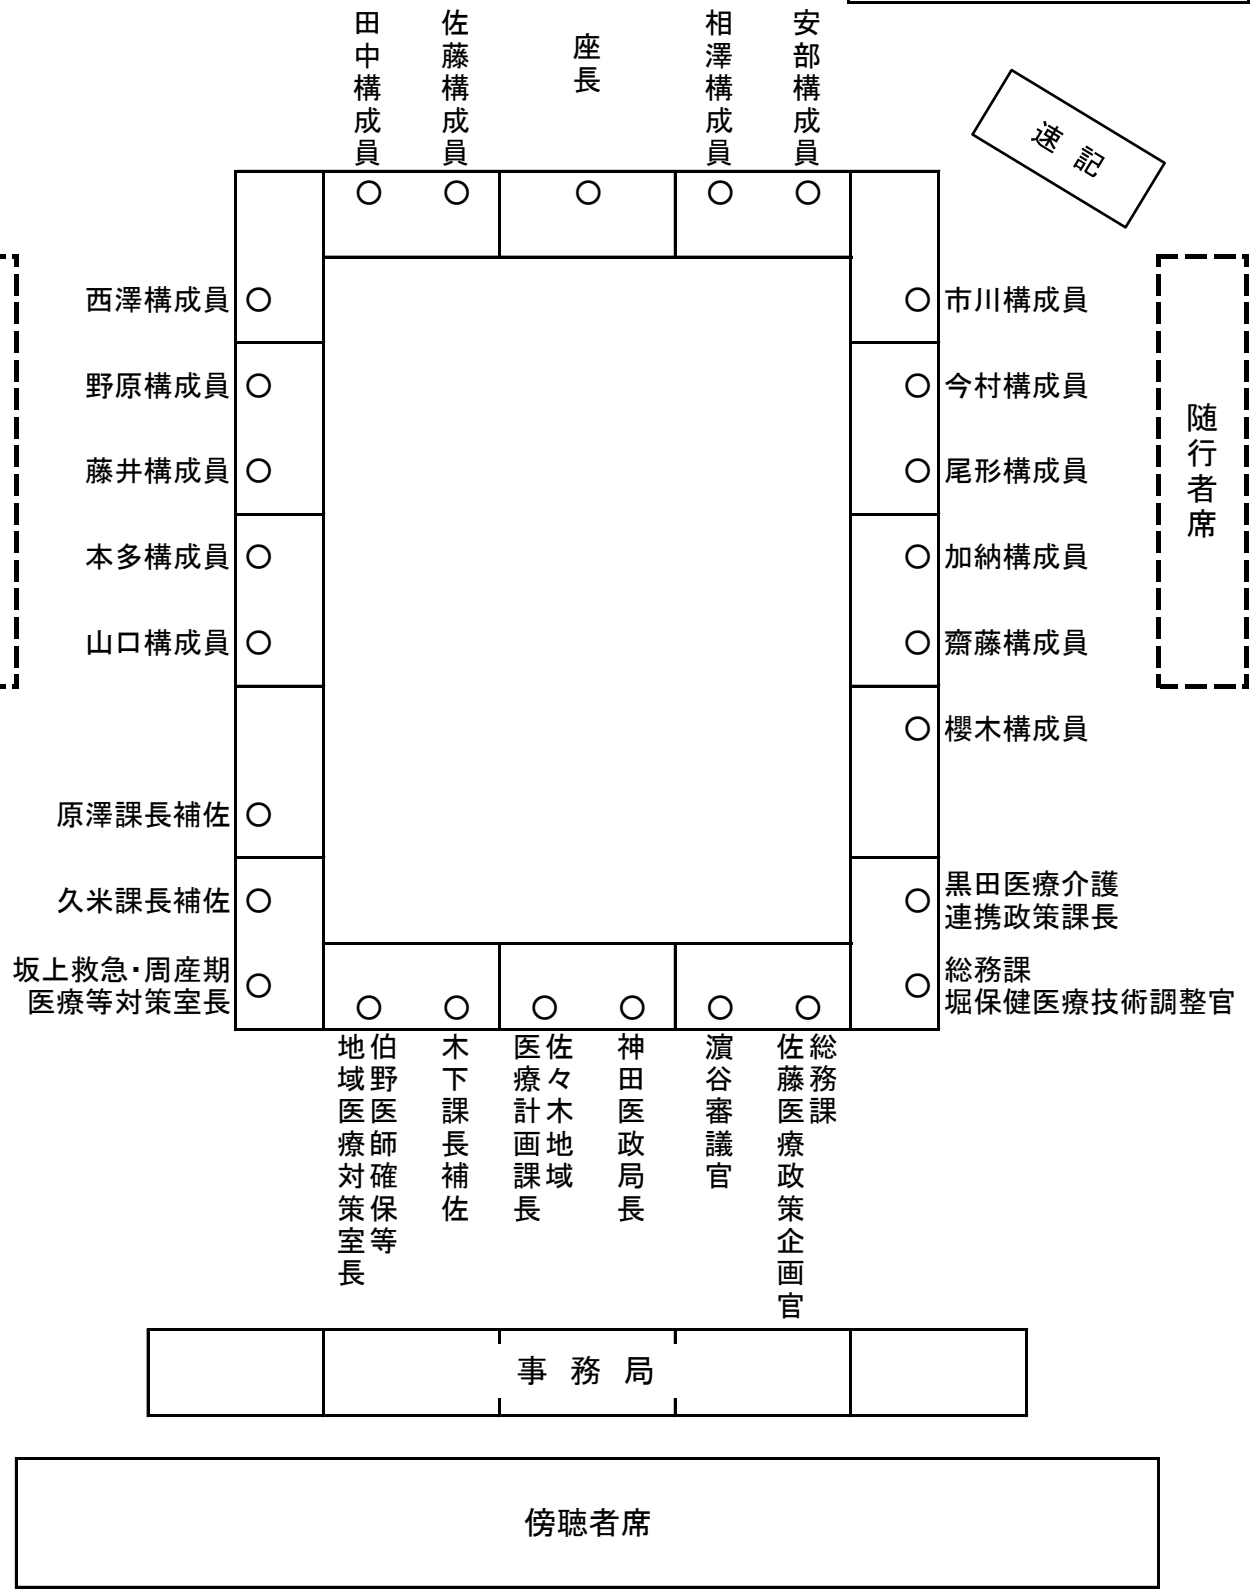 田中構成員
佐藤構成員
座長
相澤構成員
安部構成員
速記
西澤構成員
野原構成員
藤井構成員
本多構成員
山口構成員
原澤課長補佐
久米課長補佐
坂上救急・周産期
医療等対策室長
市川構成員
今村構成員
尾形構成員
加納構成員
齋藤構成員
櫻木構成員
黒田医療介護
連携政策課長
総務課
堀保健医療技術調整官
随行者席
伯野医師確保等
地域医療対策室長
木下課長補佐
佐々木地域
医療計画課長
神田医政局長
濵谷審議官
総務課
佐藤医療政策企画官
事務局
傍聴者席